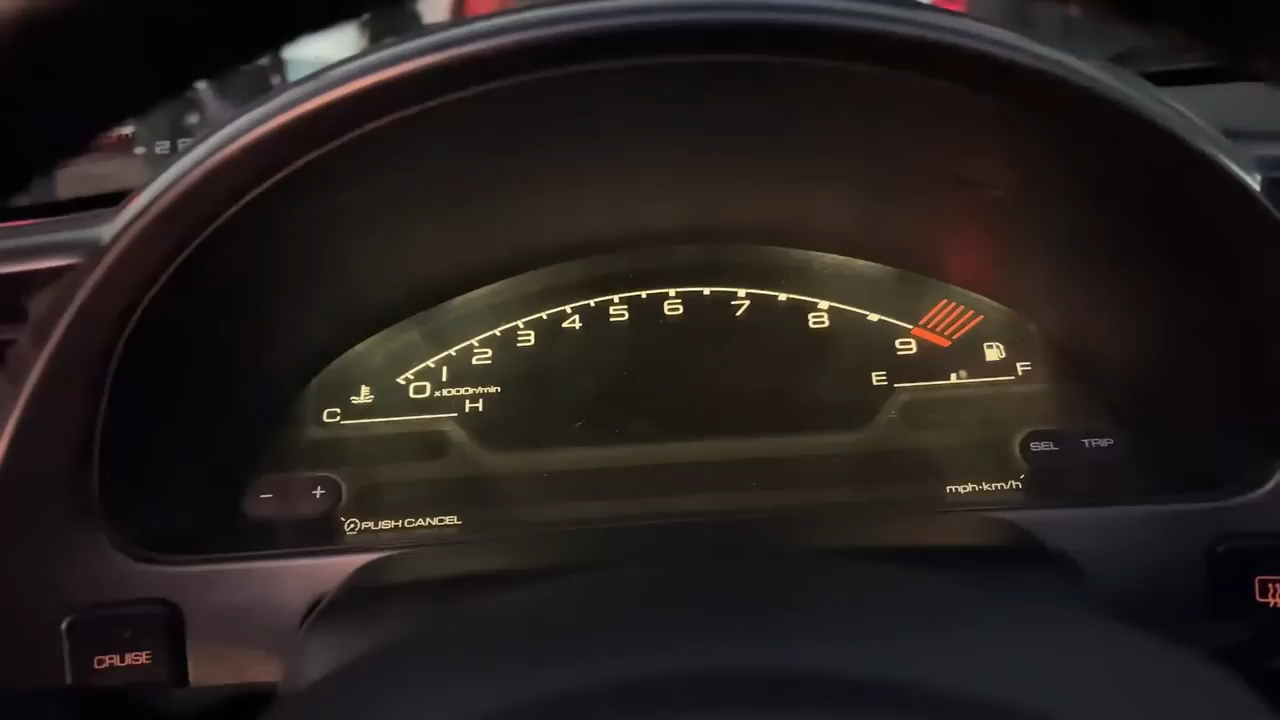 0 1 2 3 4 5 6 7 8 9
x1000r/min
C H
E F
SEL TRIP
- +
mph·km/h
PUSH CANCEL
CRUISE